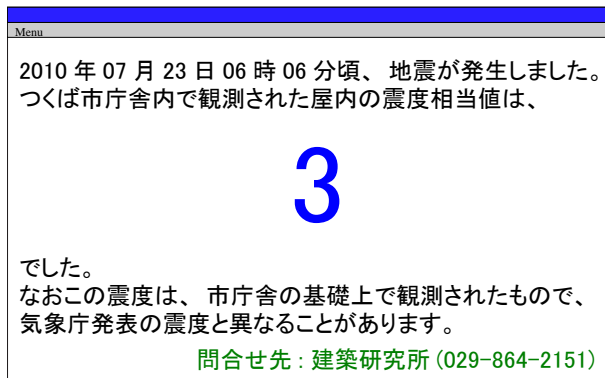 Menu
2010 年 07 月 23 日 06 時 06 分頃、 地震が発生しました。
つくば市庁舎内で観測された屋内の震度相当値は、
3
でした。
なおこの震度は、 市庁舎の基礎上で観測されたもので、
気象庁発表の震度と異なることがあります。
問合せ先 : 建築研究所 (029-864-2151)